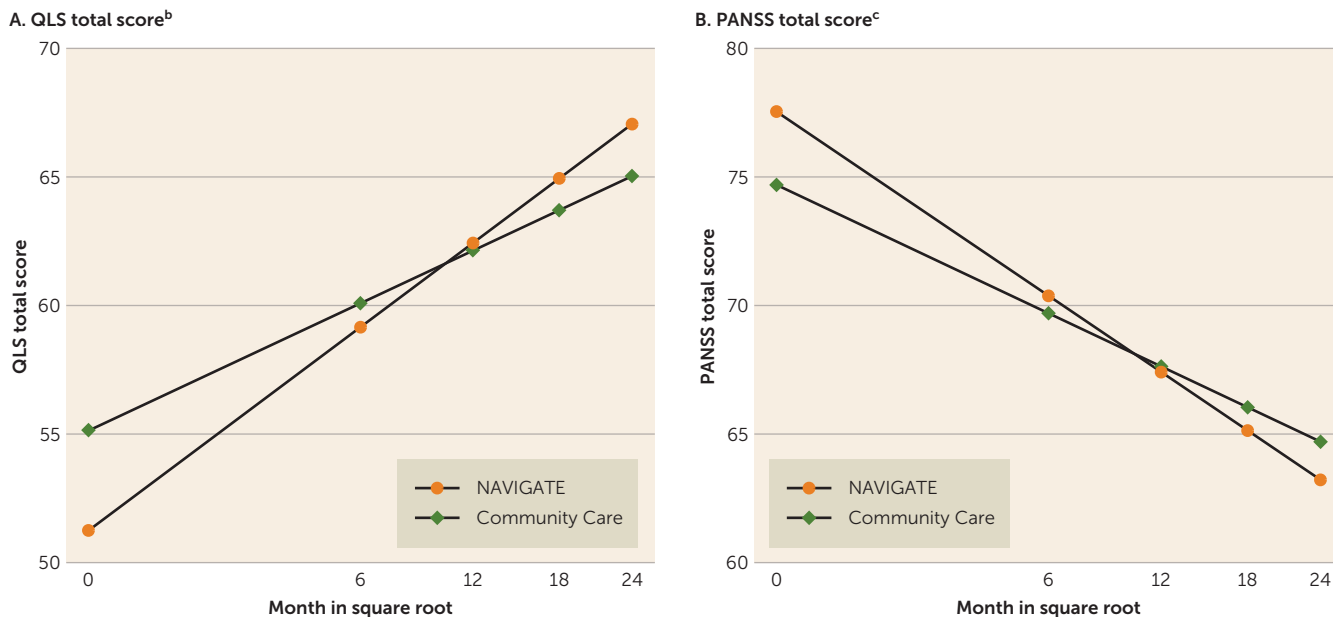 A. QLS total scoreᵇ
70
65
60
55
50
QLS total score
NAVIGATE
Community Care
0 6 12 18 24
Month in square root
B. PANSS total scoreᶜ
80
75
70
65
60
PANSS total score
NAVIGATE
Community Care
0 6 12 18 24
Month in square root